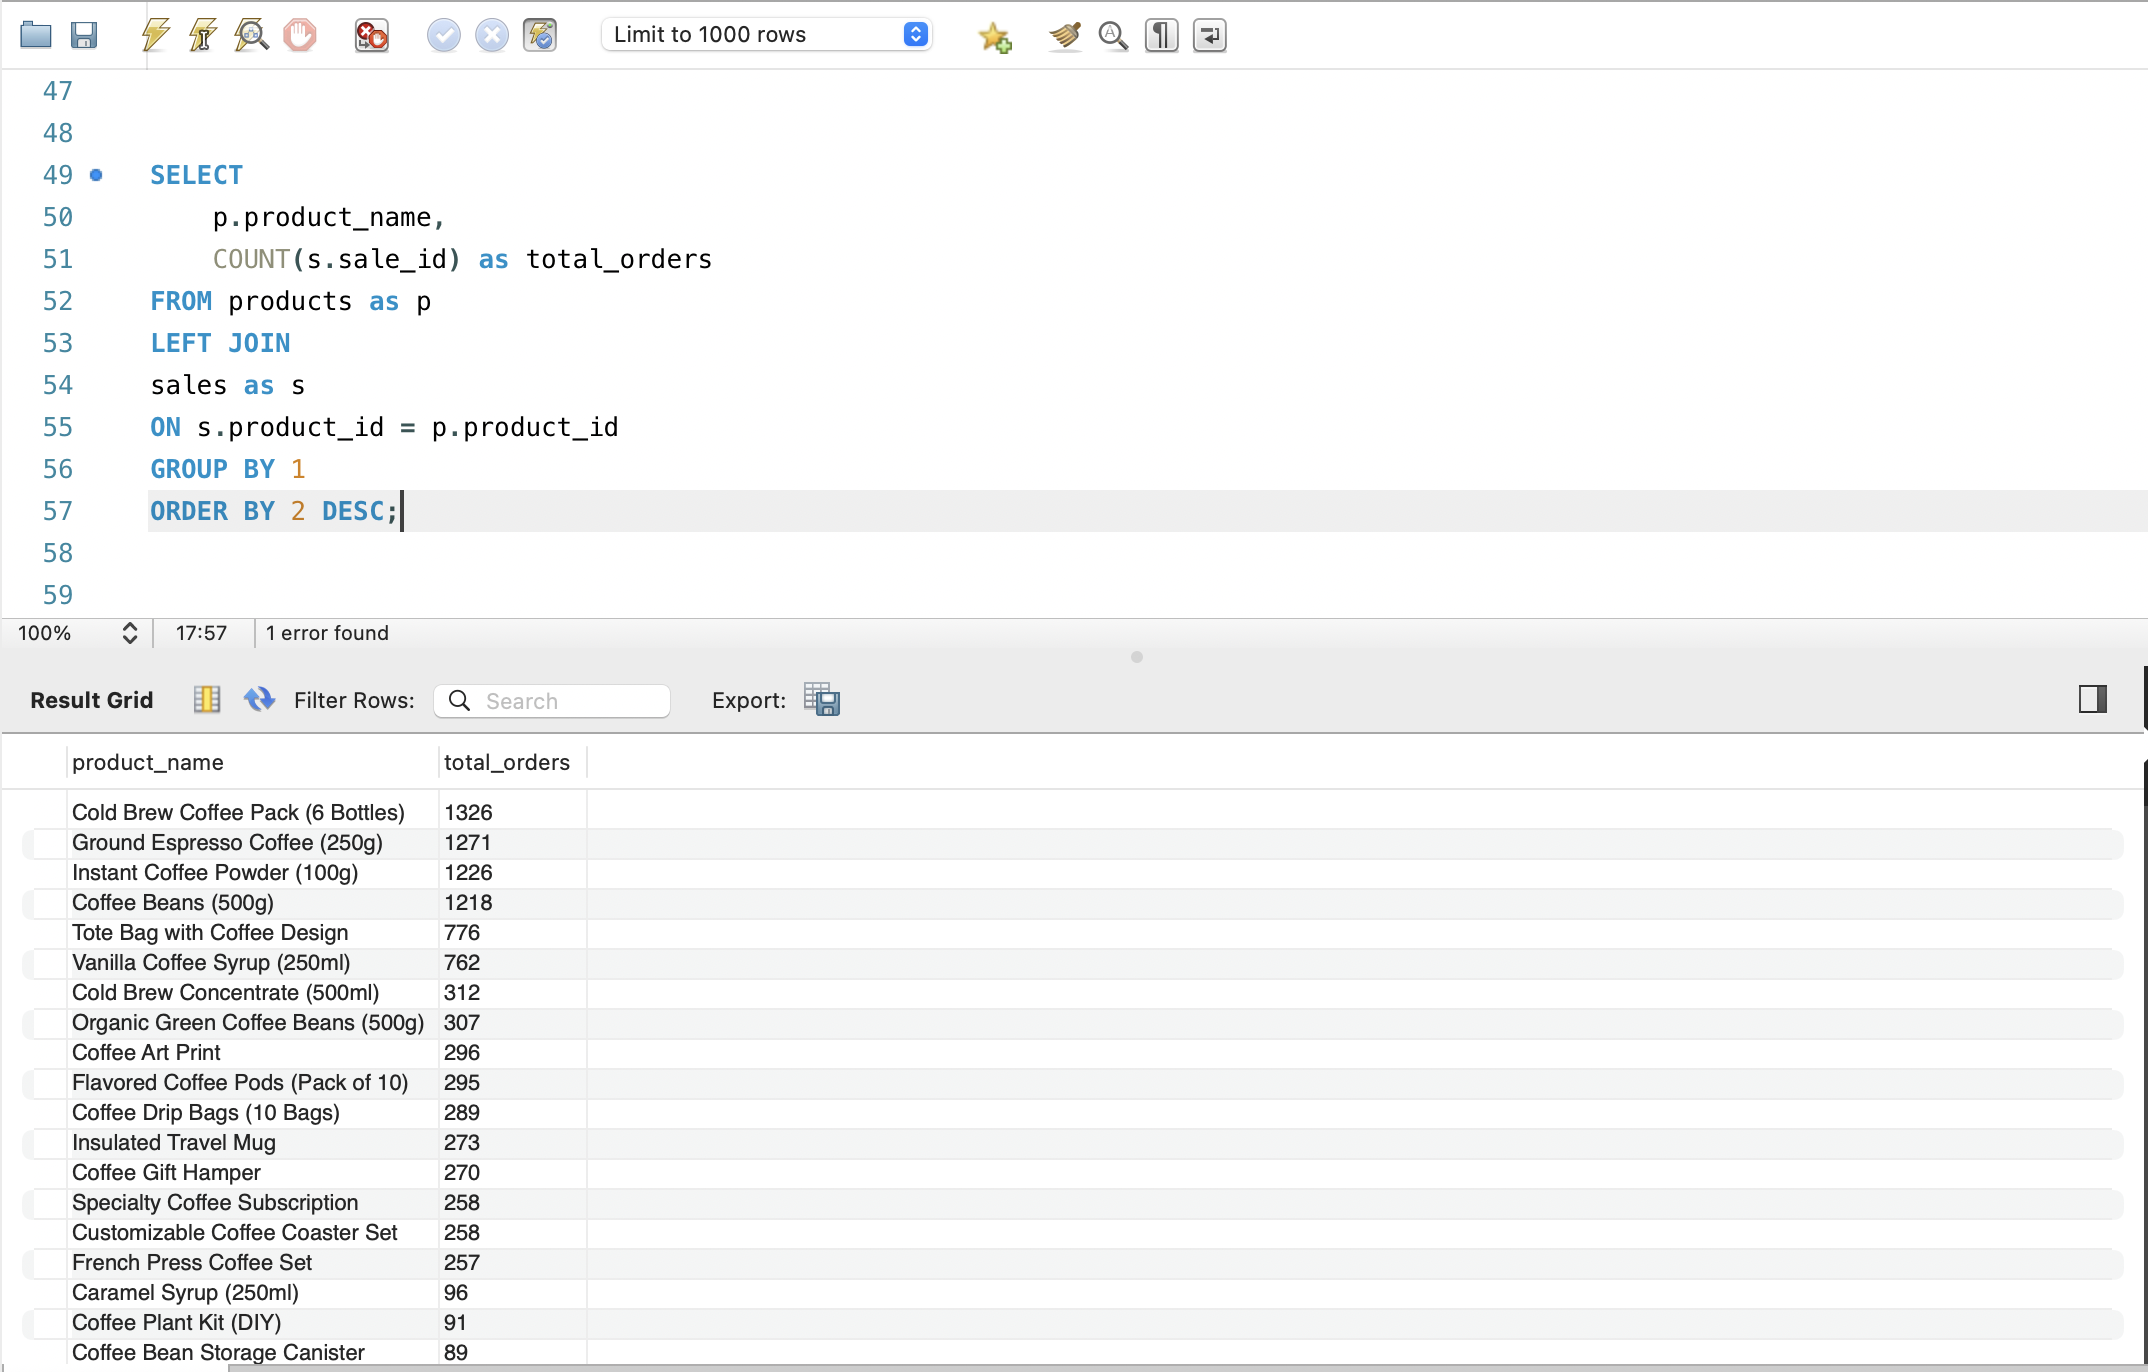 Limit to 1000 rows
47
48
49 SELECT
50 p.product_name,
51 COUNT(s.sale_id) as total_orders
52 FROM products as p
53 LEFT JOIN
54 sales as s
55 ON s.product_id = p.product_id
56 GROUP BY 1
57 ORDER BY 2 DESC;
58
59
100% 17:57 1 error found
Result Grid Filter Rows: Search Export:
product_name total_orders
Cold Brew Coffee Pack (6 Bottles) 1326
Ground Espresso Coffee (250g) 1271
Instant Coffee Powder (100g) 1226
Coffee Beans (500g) 1218
Tote Bag with Coffee Design 776
Vanilla Coffee Syrup (250ml) 762
Cold Brew Concentrate (500ml) 312
Organic Green Coffee Beans (500g) 307
Coffee Art Print 296
Flavored Coffee Pods (Pack of 10) 295
Coffee Drip Bags (10 Bags) 289
Insulated Travel Mug 273
Coffee Gift Hamper 270
Specialty Coffee Subscription 258
Customizable Coffee Coaster Set 258
French Press Coffee Set 257
Caramel Syrup (250ml) 96
Coffee Plant Kit (DIY) 91
Coffee Bean Storage Canister 89